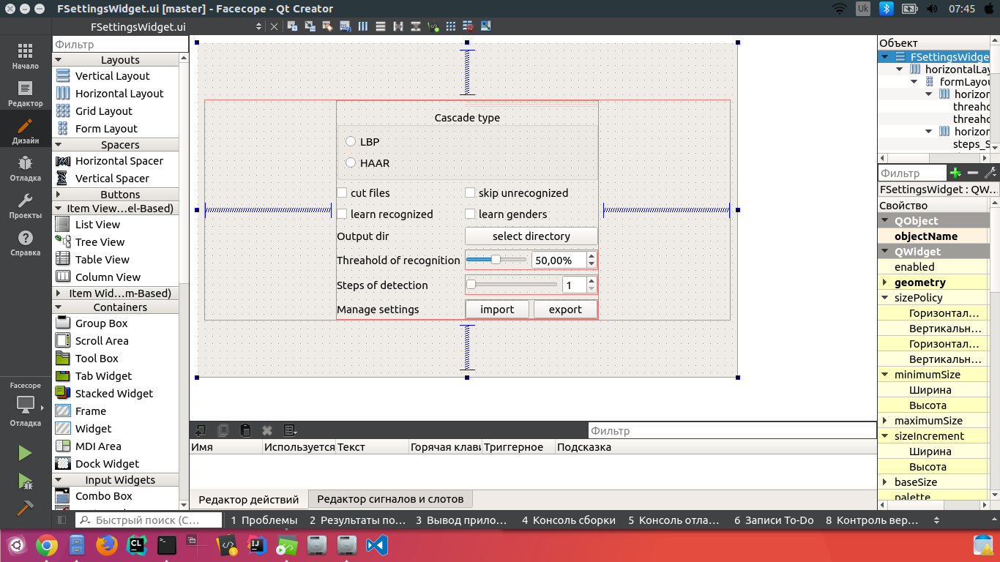 FSettingsWidget.ui [master] - Facecope - Qt Creator
Uk
07:45
FSettingsWidget.ui
Начало
Редактор
Дизайн
Отладка
Проекты
Справка
Facecope
Отладка
Фильтр
Layouts
Vertical Layout
Horizontal Layout
Grid Layout
Form Layout
Spacers
Horizontal Spacer
Vertical Spacer
Buttons
Item View…el-Based)
List View
Tree View
Table View
Column View
Item Wid…m-Based)
Containers
Group Box
Scroll Area
Tool Box
Tab Widget
Stacked Widget
Frame
Widget
MDI Area
Dock Widget
Input Widgets
Combo Box
Cascade type
LBP
HAAR
cut files
skip unrecognized
learn recognized
learn genders
Output dir
select directory
Threahold of recognition
50,00%
Steps of detection
1
Manage settings
import
export
Фильтр
Имя
Используется
Текст
Горячая клави
Триггерное
Подсказка
Редактор действий
Редактор сигналов и слотов
Объект
FSettingsWidge
horizontalLay
formLayou
horizon
threaho
threaho
horizon
steps_S
Фильтр
FSettingsWidget : QW…
Свойство
QObject
objectName
QWidget
enabled
geometry
sizePolicy
Горизонтал…
Вертикальн…
Горизонтал…
Вертикальн…
minimumSize
Ширина
Высота
maximumSize
sizeIncrement
Ширина
Высота
baseSize
palette
Быстрый поиск (C…
1 Проблемы
2 Результаты по…
3 Вывод прило…
4 Консоль сборки
5 Консоль отла…
6 Записи To-Do
8 Контроль вер…
CL
IJ